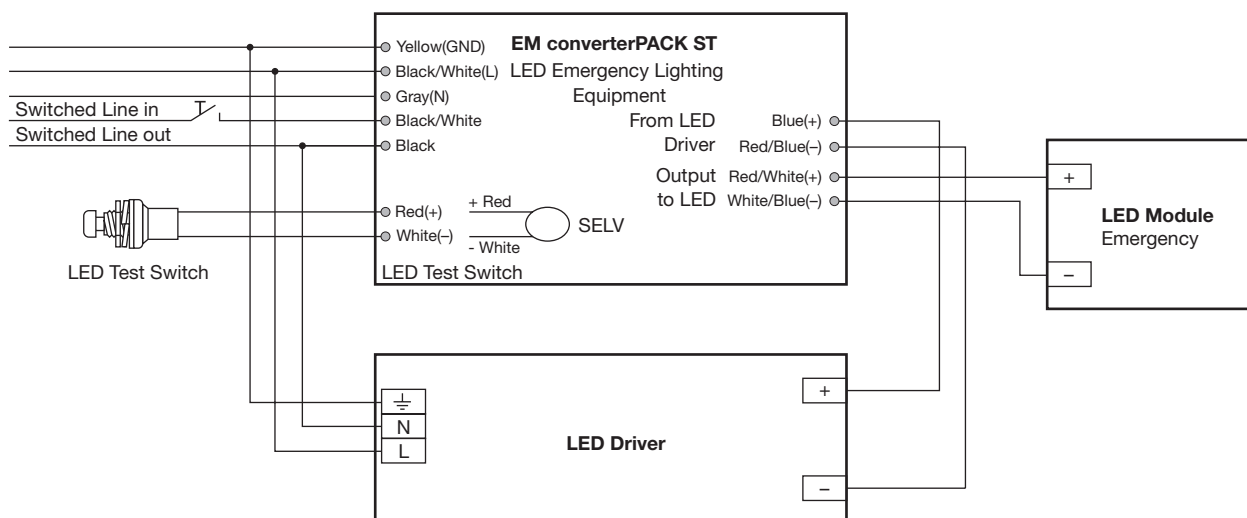 Yellow(GND)
EM converterPACK ST
Black/White(L)
LED Emergency Lighting
Gray(N)
Equipment
Switched Line in
Black/White
From LED
Blue(+)
Switched Line out
Black
Driver
Red/Blue(–)
Output
Red/White(+)
to LED
White/Blue(–)
+
LED Module
Emergency
–
Red(+)
+ Red
SELV
White(–)
- White
LED Test Switch
LED Test Switch
+
N
LED Driver
L
–